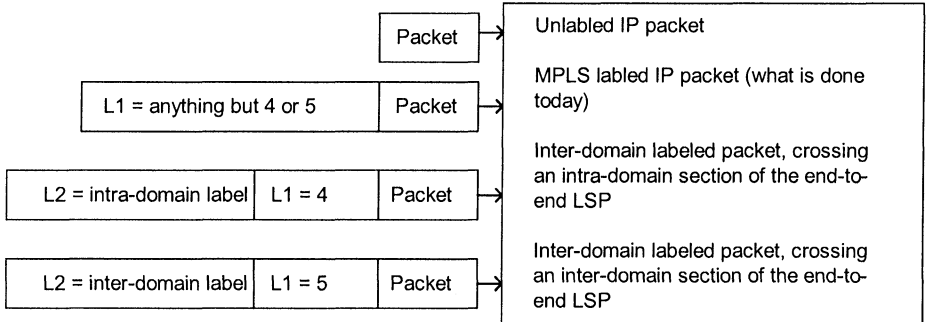 Packet
Unlabled IP packet
L1 = anything but 4 or 5
Packet
MPLS labled IP packet (what is done
today)
L2 = intra-domain label
L1 = 4
Packet
Inter-domain labeled packet, crossing
an intra-domain section of the end-to-
end LSP
L2 = inter-domain label
L1 = 5
Packet
Inter-domain labeled packet, crossing
an inter-domain section of the end-to-
end LSP